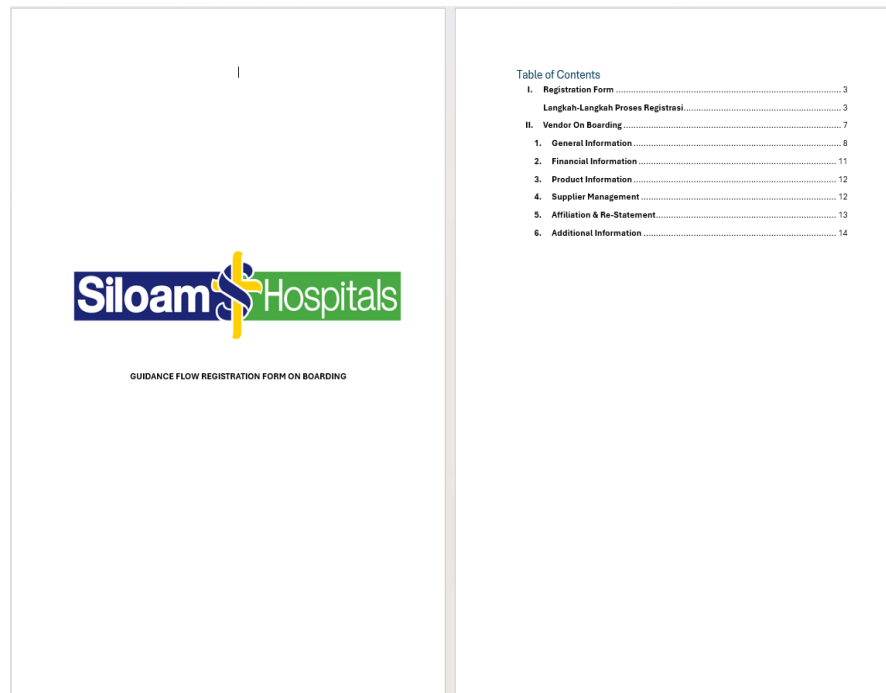 Siloam Hospitals
GUIDANCE FLOW REGISTRATION FORM ON BOARDING
Table of Contents
I. Registration Form ........................................ 3
Langkah-Langkah Proses Registrasi ........................................ 3
II. Vendor On Boarding ........................................ 7
1. General Information ........................................ 8
2. Financial Information ........................................ 11
3. Product Information ........................................ 12
4. Supplier Management ........................................ 12
5. Affiliation & Re-Statement ........................................ 13
6. Additional Information ........................................ 14